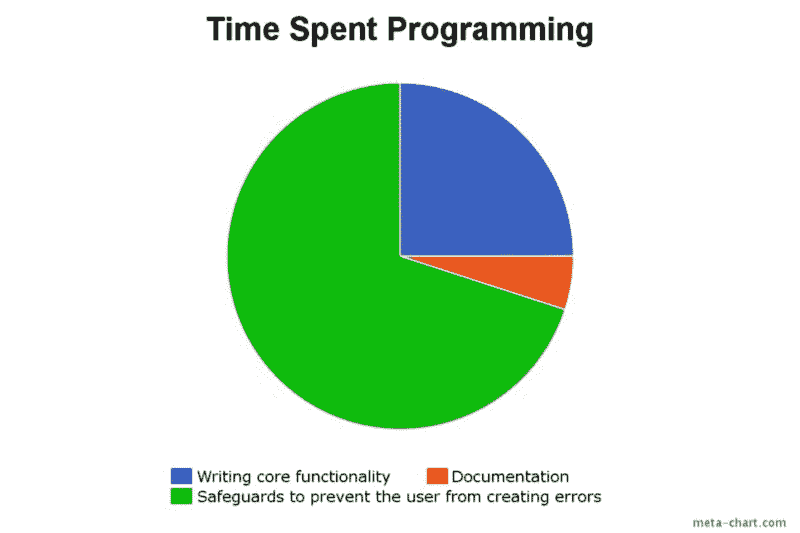 Time Spent Programming
Writing core functionality
Documentation
Safeguards to prevent the user from creating errors
meta-chart.com